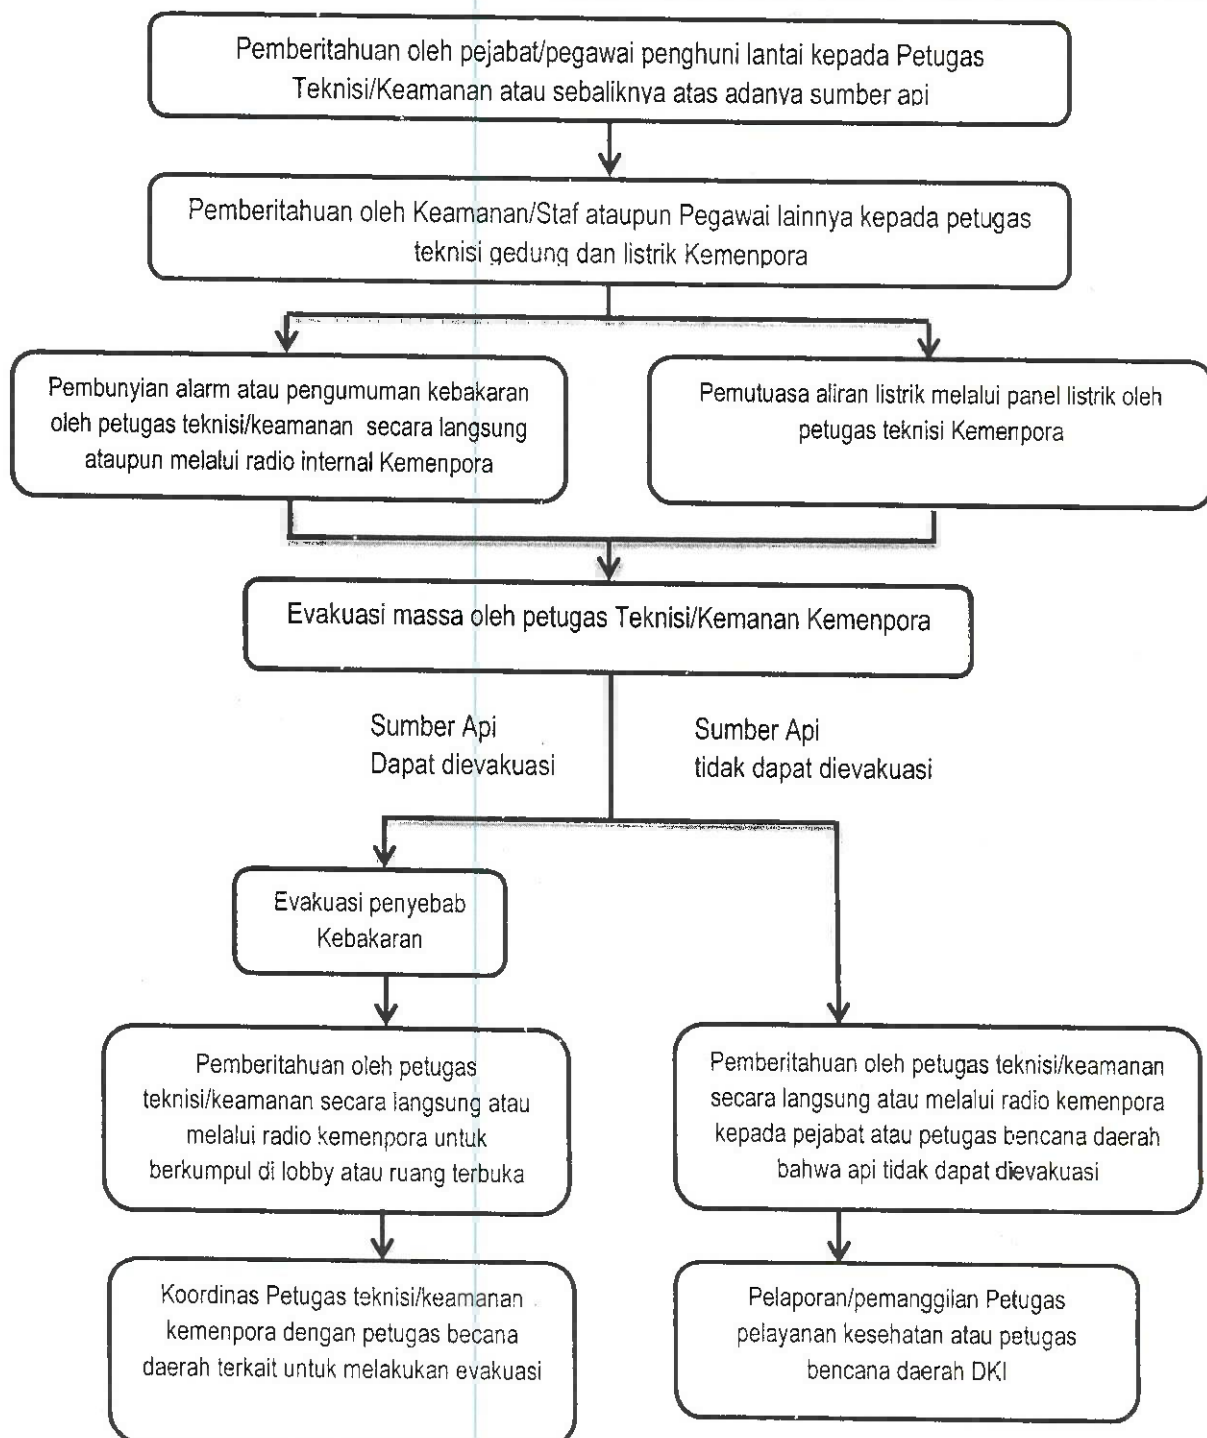 Pemberitahuan oleh pejabat/pegawai penghuni lantai kepada Petugas
Teknisi/Keamanan atau sebaliknya atas adanya sumber api
Pemberitahuan oleh Keamanan/Staf ataupun Pegawai lainnya kepada petugas
teknisi gedung dan listrik Kemenpora
Pembunyian alarm atau pengumuman kebakaran
oleh petugas teknisi/keamanan secara langsung
ataupun melalui radio internal Kemenpora
Pemutuasa aliran listrik melalui panel listrik oleh
petugas teknisi Kemenpora
Evakuasi massa oleh petugas Teknisi/Kemanan Kemenpora
Sumber Api
Dapat dievakuasi
Sumber Api
tidak dapat dievakuasi
Evakuasi penyebab
Kebakaran
Pemberitahuan oleh petugas
teknisi/keamanan secara langsung atau
melalui radio kemenpora untuk
berkumpul di lobby atau ruang terbuka
Pemberitahuan oleh petugas teknisi/keamanan
secara langsung atau melalui radio kemenpora
kepada pejabat atau petugas bencana daerah
bahwa api tidak dapat dievakuasi
Koordinas Petugas teknisi/keamanan
kemenpora dengan petugas becana
daerah terkait untuk melakukan evakuasi
Pelaporan/pemanggilan Petugas
pelayanan kesehatan atau petugas
bencana daerah DKI